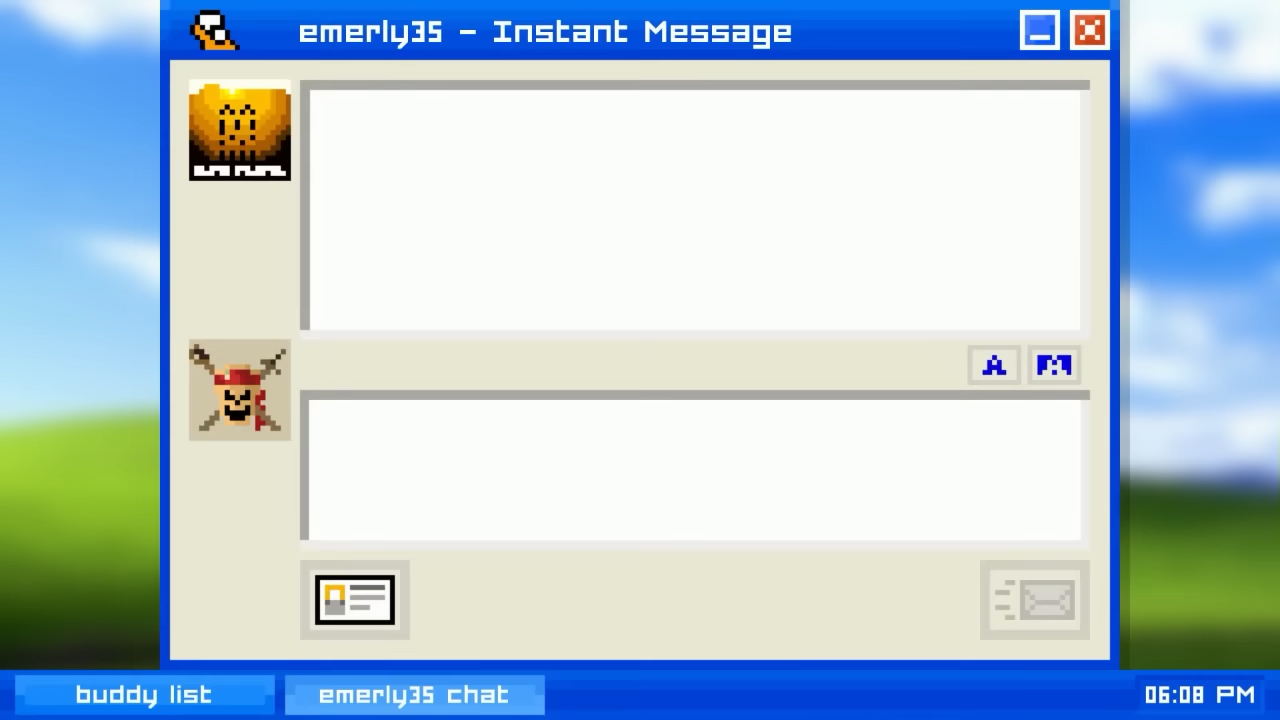 emerly35 - Instant Message
A
buddy list
emerly35 chat
06:08 PM